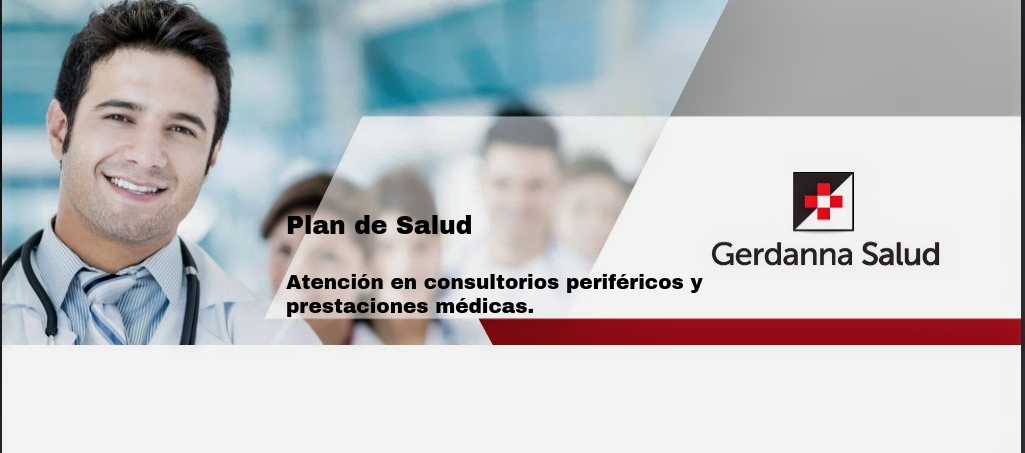 Plan de Salud
Atención en consultorios periféricos y
prestaciones médicas.
Gerdanna Salud